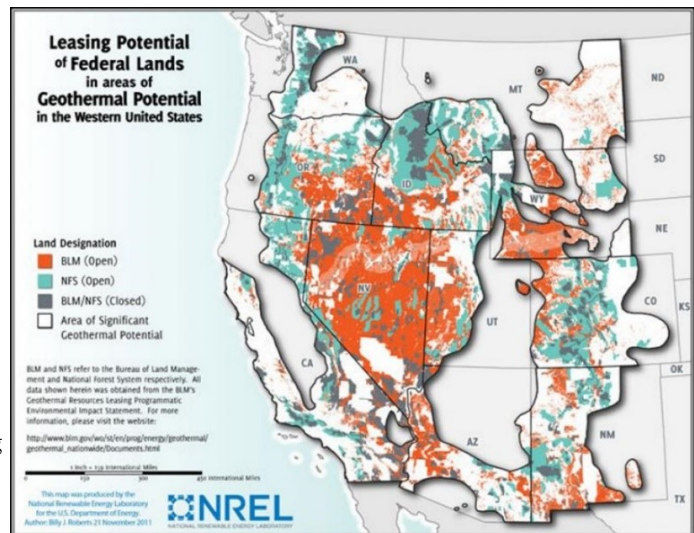 Leasing Potential
of Federal Lands
in areas of
Geothermal Potential
in the Western United States
WA
MT
ND
OR
ID
SD
WY
NE
NV
UT
CO
KS
CA
OK
AZ
NM
TX
Land Designation
BLM (Open)
NFS (Open)
BLM/NFS (Closed)
Area of Significant
Geothermal Potential
BLM and NFS refer to the Bureau of Land Manage-
ment and National Forest System respectively. All
data shown herein was obtained from the BLM's
Geothermal Resources Leasing Programmatic
Environmental Impact Statement. For more
information, please visit the website:
http://www.blm.gov/wo/st/en/prog/energy/geothermal/
geothermal_nationwide/Documents.html
International Miles
0
450 International Miles
This map was produced by the
National Renewable Energy Laboratory
for the U.S. Department of Energy.
Author: Billy J. Roberts 21 November 2011
NREL
NATIONAL RENEWABLE ENERGY LABORATORY